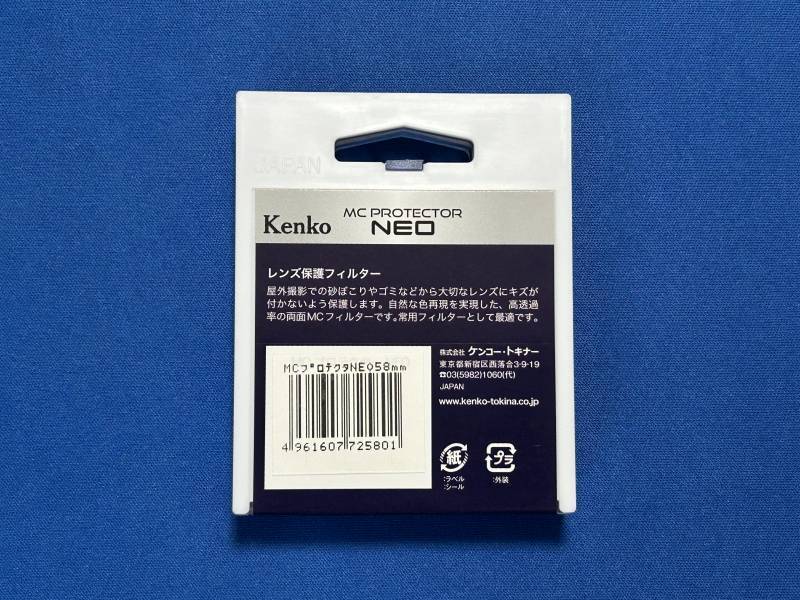 JAPAN
Kenko
MC PROTECTOR
NEO
レンズ保護フィルター
屋外撮影での砂ぼこりやゴミなどから大切なレンズにキズが
付かないよう保護します。自然な色再現を実現した、高透過
率の両面MCフィルターです。常用フィルターとして最適です。
MCプロテクタNEO58mm
4961607725801
株式会社 ケンコー・トキナー
東京都新宿区西落合3-9-19
☎03(5982)1060(代)
JAPAN
www.kenko-tokina.co.jp
紙
:ラベル
:シール
プラ
:外装